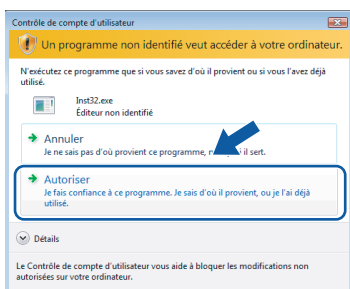 Contrôle de compte d'utilisateur
Un programme non identifié veut accéder à votre ordinateur.
N'exécutez ce programme que si vous savez d'où il provient ou si vous l'avez déjà
utilisé.
Inst32.exe
Éditeur non identifié
Annuler
Je ne sais pas d'où provient ce programme, il sert.
Autoriser
Je fais confiance à ce programme. Je sais d'où il provient, ou je l'ai déjà
utilisé.
Détails
Le Contrôle de compte d'utilisateur vous aide à bloquer les modifications non
autorisées sur votre ordinateur.